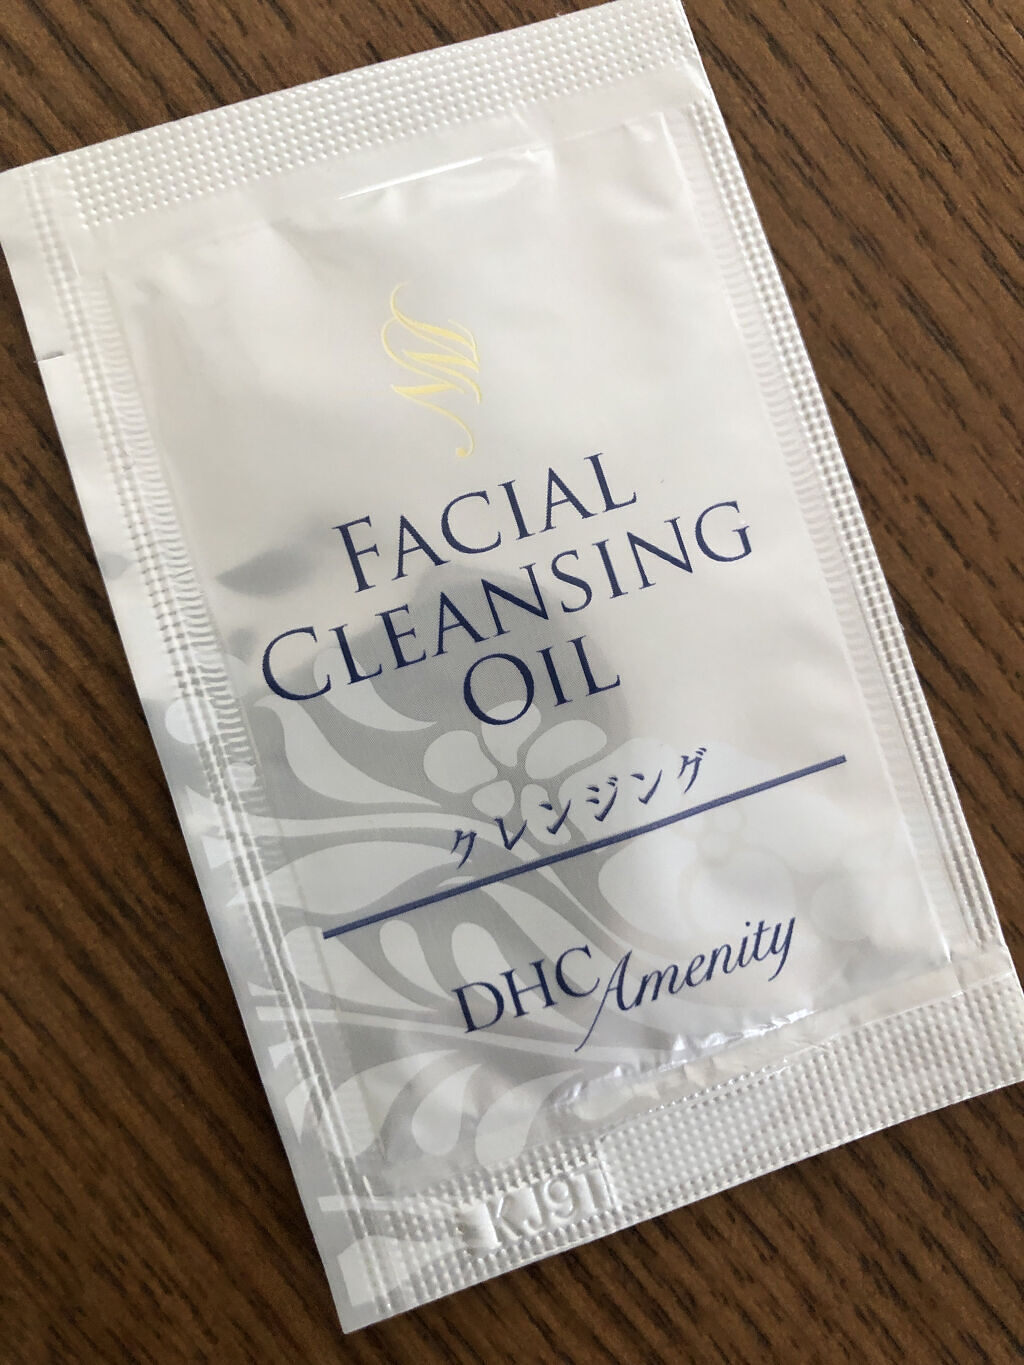 FACIAL
CLEANSING
OIL
クレンジング
DHC Amenity
KJ91